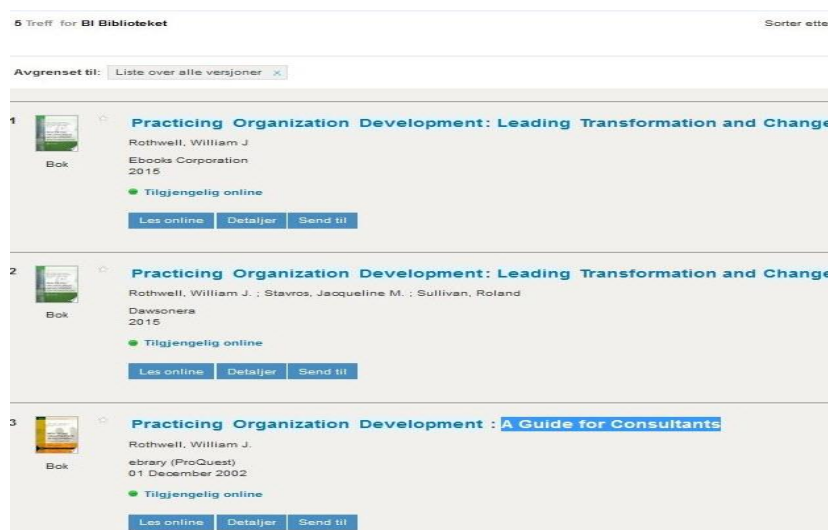 5 Treff for BI Biblioteket
Sorter ette
Avgrenset til: Liste over alle versjoner ×
1
Practicing Organization Development: Leading Transformation and Change
Rothwell, William J
Bok
Ebooks Corporation
2015
Tilgjengelig online
Les online Detaljer Send til
2
Practicing Organization Development: Leading Transformation and Change
Rothwell, William J. ; Stavros, Jacqueline M. ; Sullivan, Roland
Bok
Dawsonera
2015
Tilgjengelig online
Les online Detaljer Send til
3
Practicing Organization Development : A Guide for Consultants
Rothwell, William J.
Bok
ebrary (ProQuest)
01 December 2002
Tilgjengelig online
Les online Detaljer Send til